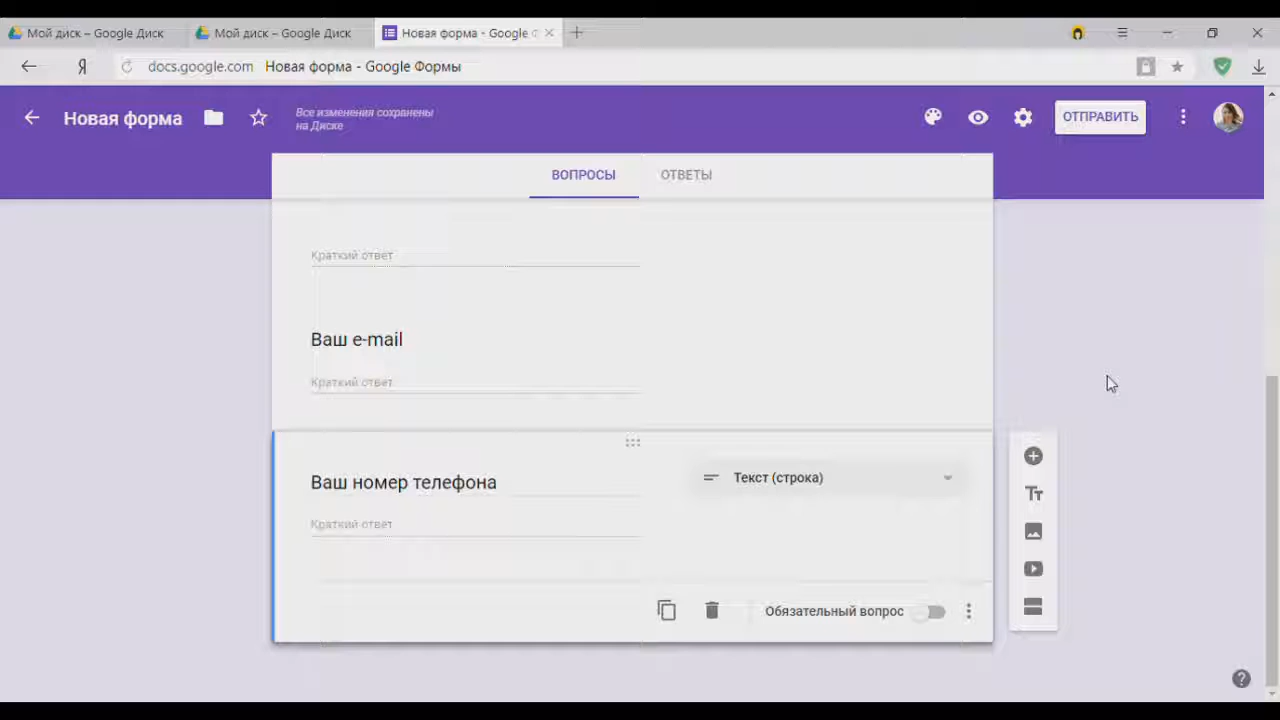 Мой диск – Google Диск
Мой диск – Google Диск
Новая форма - Google Ф
Я
docs.google.com Новая форма - Google Формы
Новая форма
Все изменения сохранены
на Диске
ОТПРАВИТЬ
ВОПРОСЫ
ОТВЕТЫ
Краткий ответ
Ваш e-mail
Краткий ответ
Ваш номер телефона
Текст (строка)
Tт
Краткий ответ
Обязательный вопрос